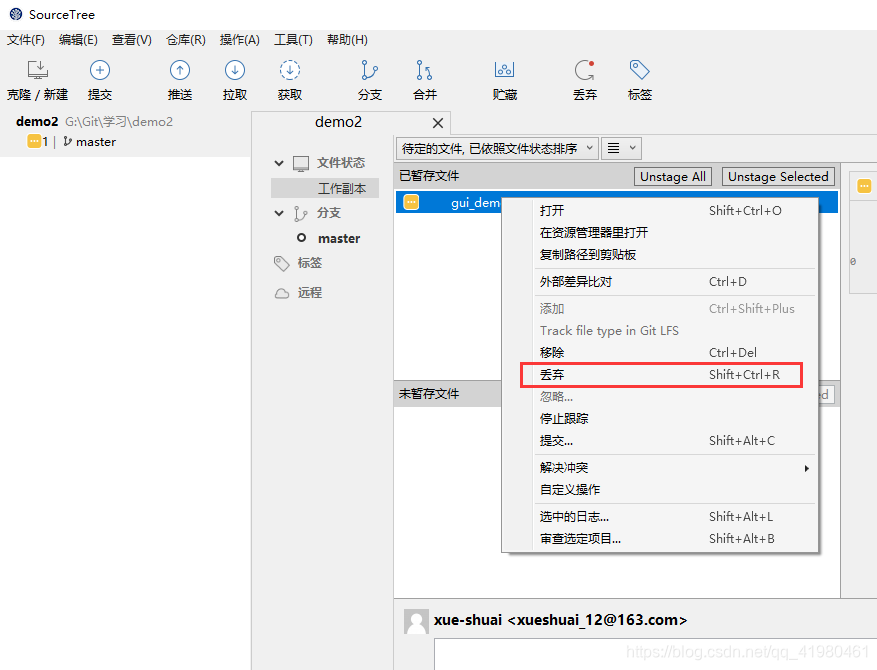 SourceTree
文件(F) 编辑(E) 查看(V) 仓库(R) 操作(A) 工具(T) 帮助(H)
克隆 / 新建 提交 推送 拉取 获取 分支 合并 贮藏 丢弃 标签
demo2 G:\Git\学习\demo2
1 | master
demo2
文件状态
工作副本
分支
master
标签
远程
待定的文件, 已依照文件状态排序
已暂存文件 Unstage All Unstage Selected
gui_dem
打开 Shift+Ctrl+O
在资源管理器里打开
复制路径到剪贴板
外部差异比对 Ctrl+D
添加 Ctrl+Shift+Plus
Track file type in Git LFS
移除 Ctrl+Del
丢弃 Shift+Ctrl+R
忽略...
停止跟踪
提交... Shift+Alt+C
解决冲突
自定义操作
选中的日志... Shift+Alt+L
审查选定项目... Shift+Alt+B
0
未暂存文件 ed
xue-shuai <xueshuai_12@163.com>
https://blog.csdn.net/qq_41980461